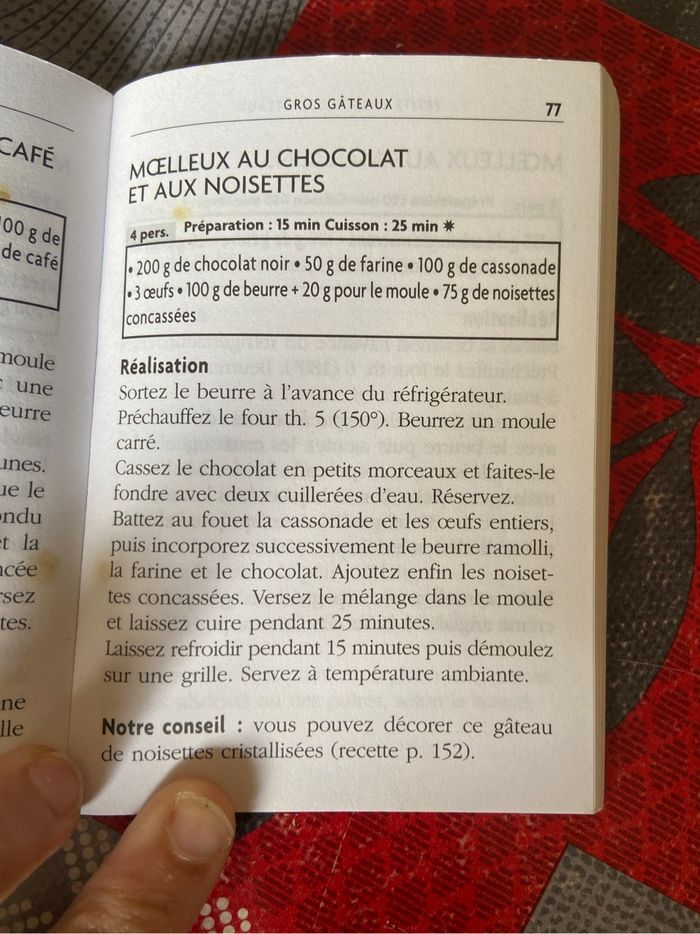 CAFÉ
100 g de
de café
moule
une
eurre
unes.
ue le
ondu
et la
ncée
rsez
tes.
ne
lle
GROS GÂTEAUX 77
MŒLLEUX AU CHOCOLAT
ET AUX NOISETTES
4 pers. Préparation : 15 min Cuisson : 25 min ✷
• 200 g de chocolat noir • 50 g de farine • 100 g de cassonade
• 3 œufs • 100 g de beurre + 20 g pour le moule • 75 g de noisettes
concassées
Réalisation
Sortez le beurre à l'avance du réfrigérateur.
Préchauffez le four th. 5 (150°). Beurrez un moule
carré.
Cassez le chocolat en petits morceaux et faites-le
fondre avec deux cuillerées d'eau. Réservez.
Battez au fouet la cassonade et les œufs entiers,
puis incorporez successivement le beurre ramolli,
la farine et le chocolat. Ajoutez enfin les noiset-
tes concassées. Versez le mélange dans le moule
et laissez cuire pendant 25 minutes.
Laissez refroidir pendant 15 minutes puis démoulez
sur une grille. Servez à température ambiante.
Notre conseil : vous pouvez décorer ce gâteau
de noisettes cristallisées (recette p. 152).